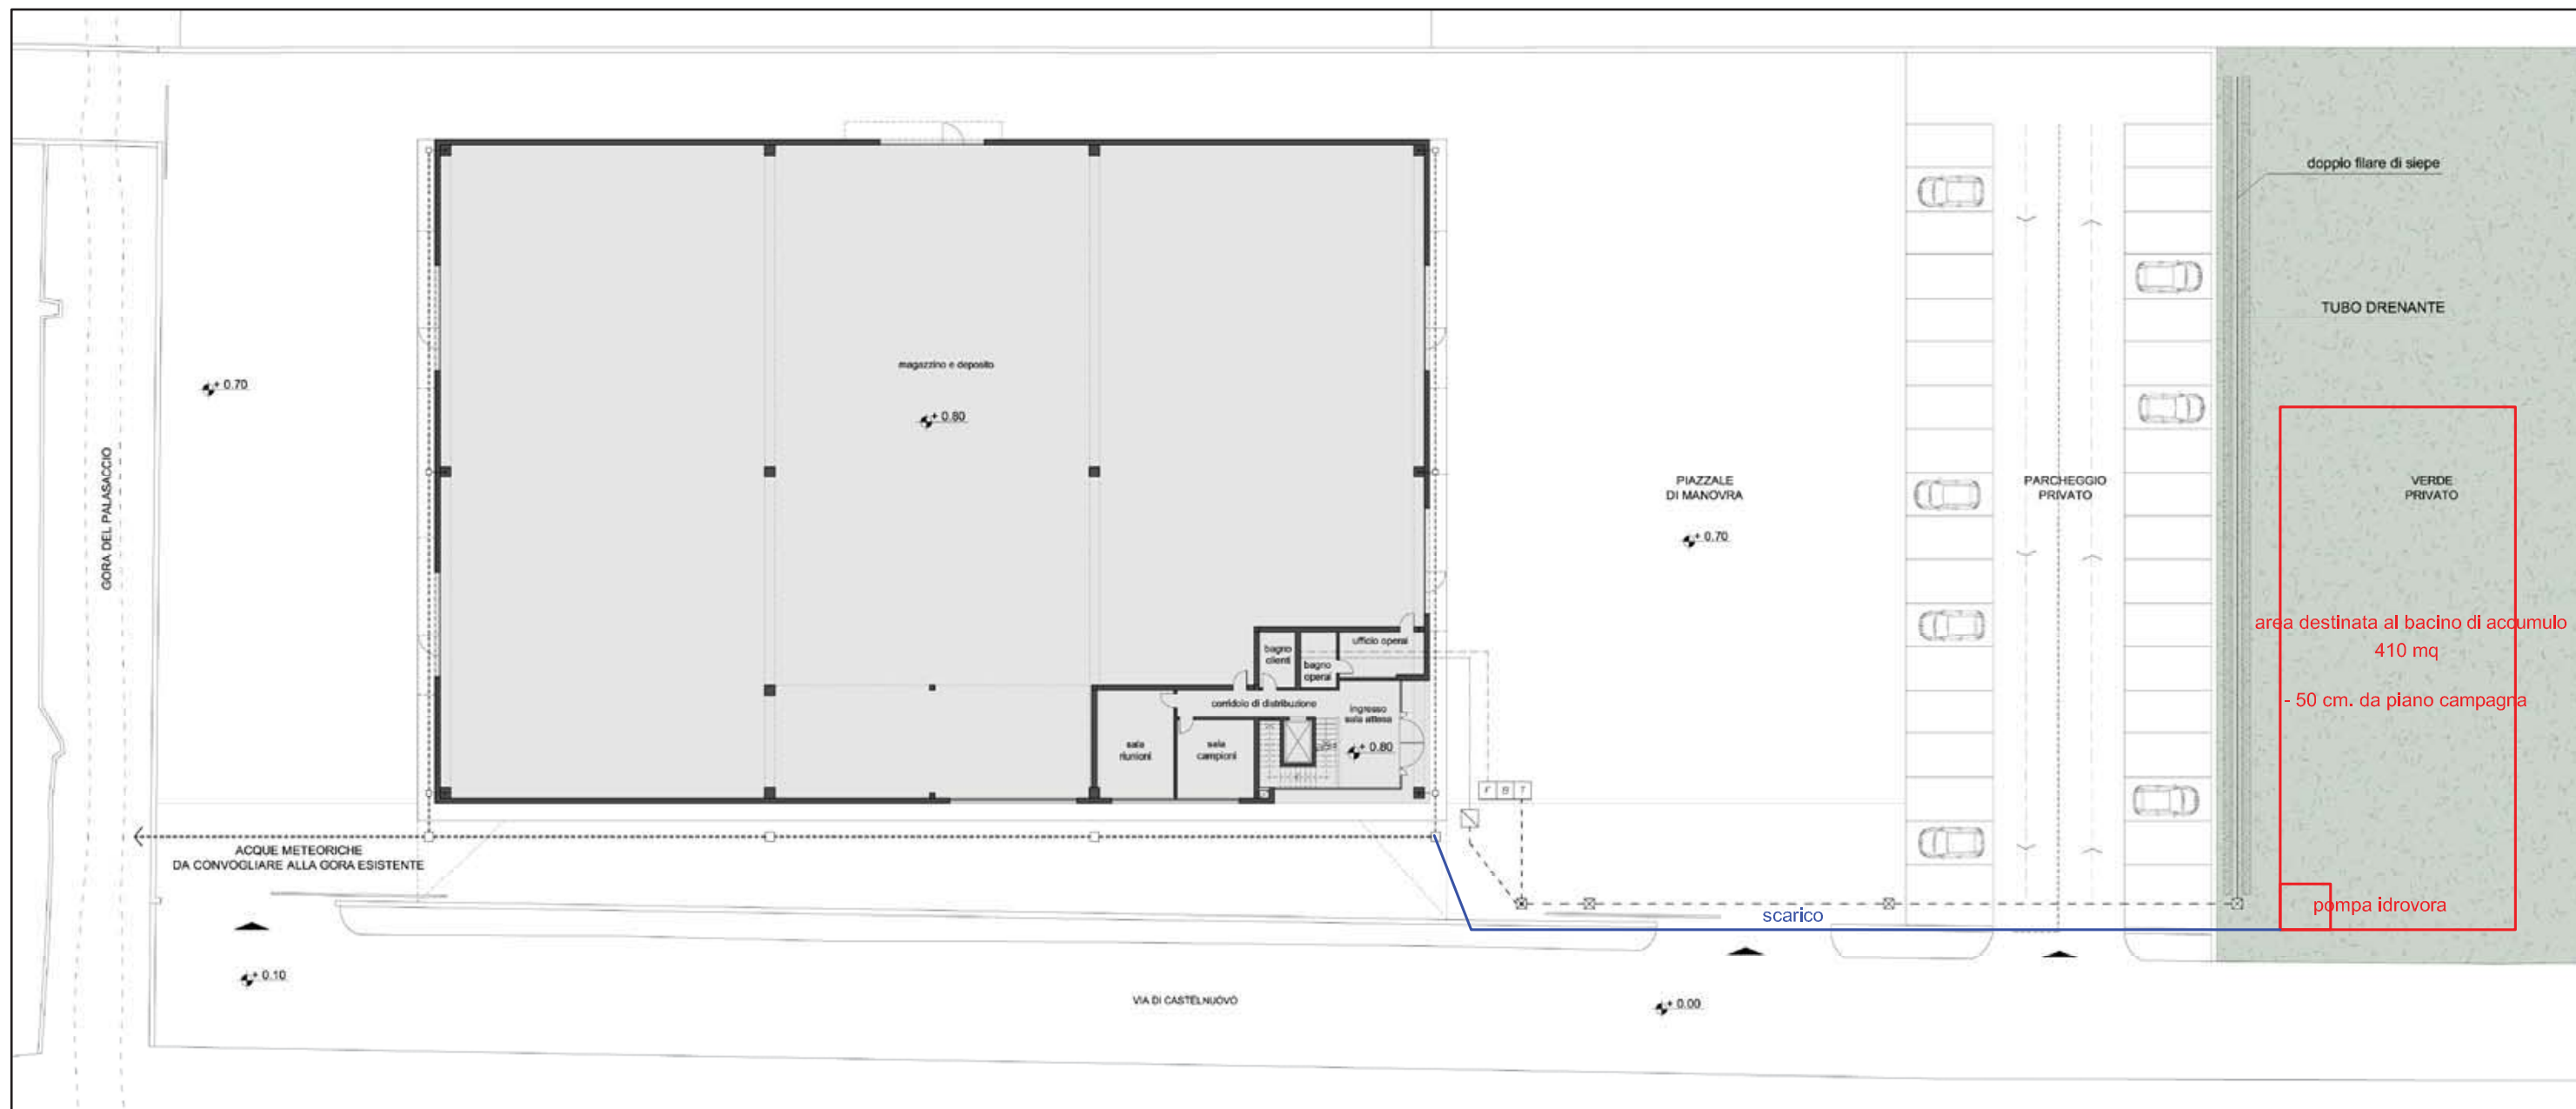 doppio filare di siepe
TUBO DRENANTE
magazzino e deposito
+ 0.70
+ 0.80
GORA DEL PALASACCIO
PIAZZALE
DI MANOVRA
+ 0.70
PARCHEGGIO
PRIVATO
VERDE
PRIVATO
area destinata al bacino di accumulo
410 mq
- 50 cm. da piano campagna
pompa idrovora
ufficio operai
bagno
clienti
bagno
operai
corridoio di distribuzione
ingresso
sala attesa
+ 0.80
sala
riunioni
sala
campioni
F B T
ACQUE METEORICHE
DA CONVOGLIARE ALLA GORA ESISTENTE
scarico
+ 0.10
VIA DI CASTELNUOVO
+ 0.00